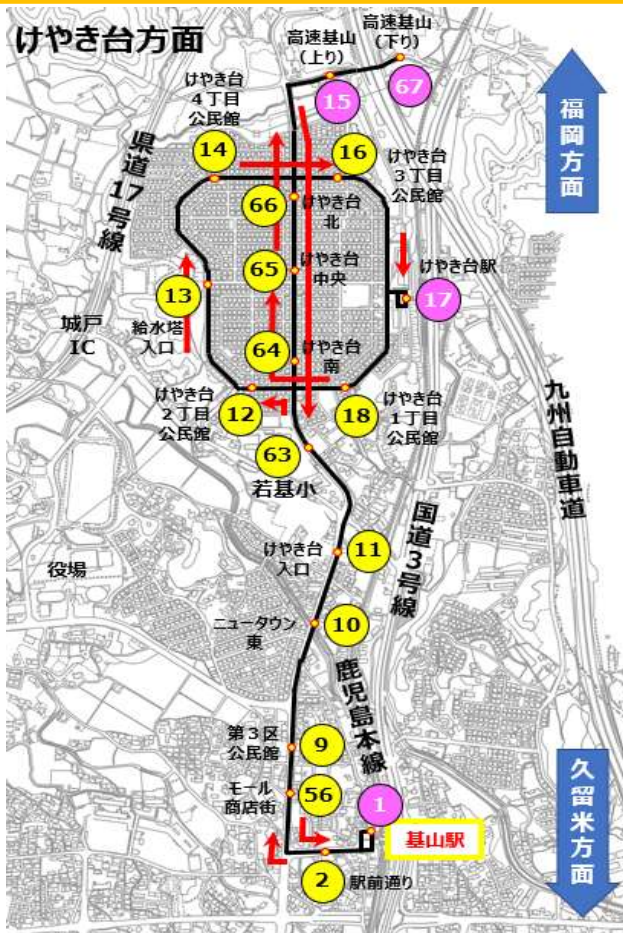 けやき台方面
高速基山
(下り)
高速基山
(上り)
67
15
けやき台
4丁目
公民館
14
16
けやき台
3丁目
公民館
県道17号線
福岡方面
66
けやき台
北
65
けやき台
中央
けやき台駅
17
13
給水塔
入口
城戸
IC
64
けやき台
南
けやき台
2丁目
公民館
12
18
けやき台
1丁目
公民館
63
若基小
九州自動車道
国道3号線
けやき台
入口
11
役場
ニュータウン
東
10
鹿児島本線
第3区
公民館
9
モール
商店街
56
1
基山駅
2
駅前通り
久留米方面